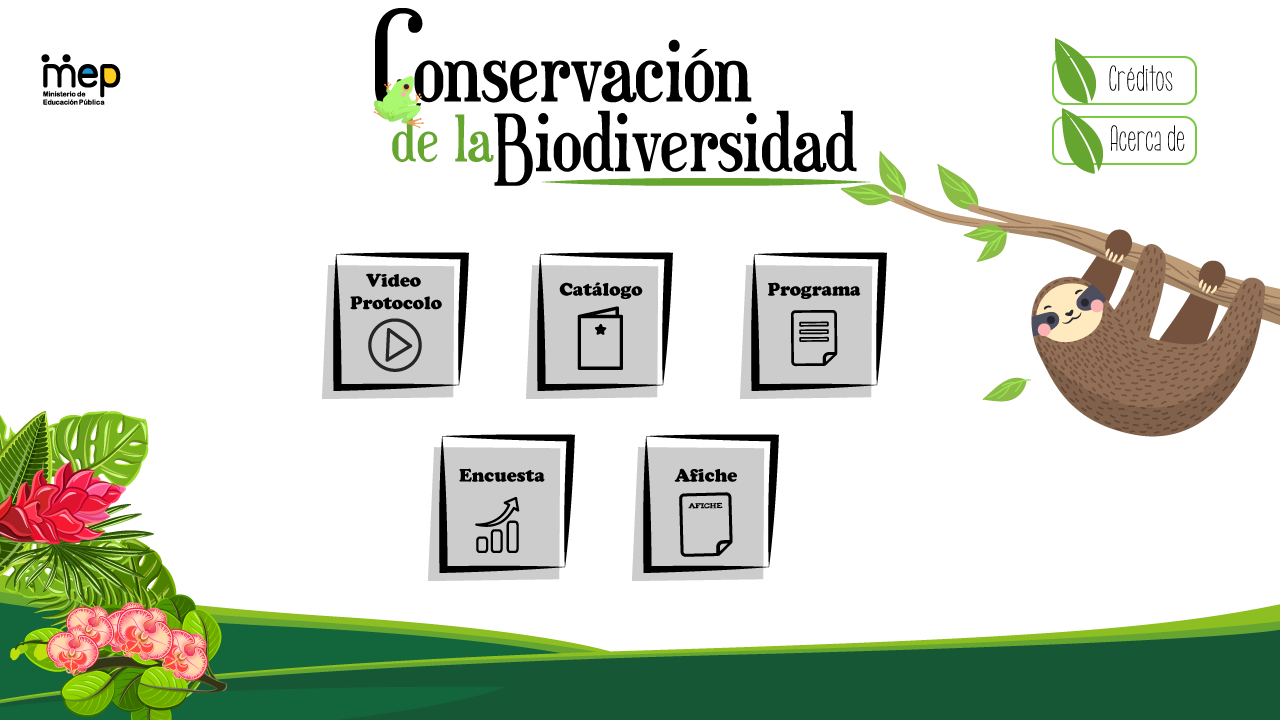 mep
Ministerio de
Educación Pública
Conservación
de la Biodiversidad
Créditos
Acerca de
Video
Protocolo
Catálogo
Programa
Encuesta
Afiche
AFICHE